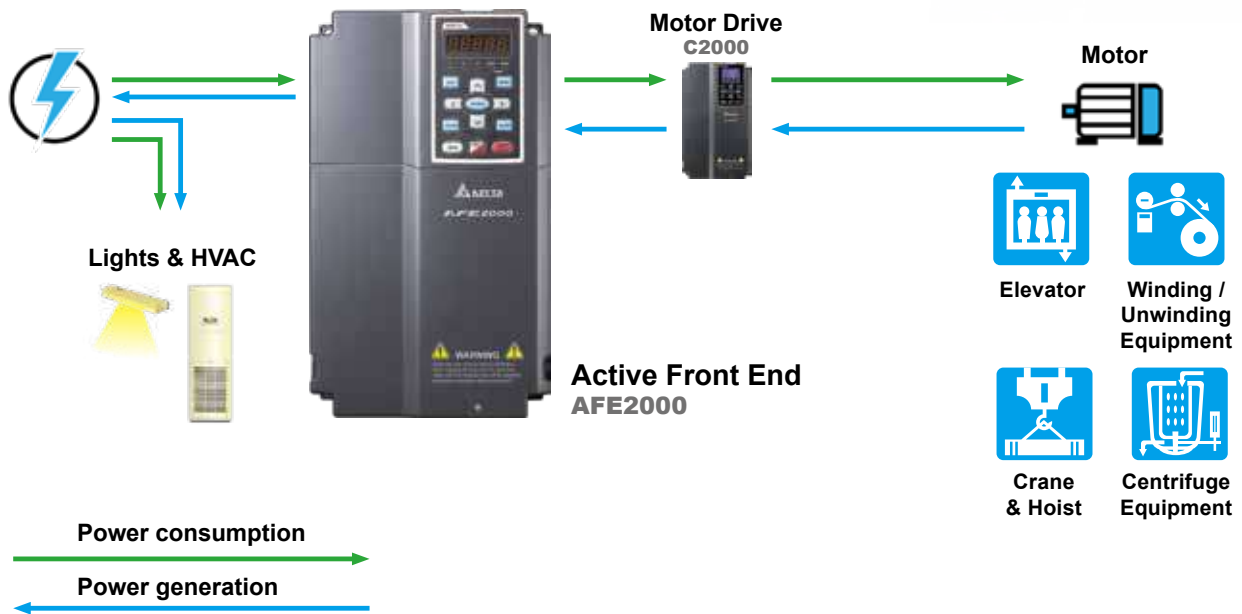 Motor Drive
C2000
Motor
Lights & HVAC
DELTA
AFE2000
WARNING
Active Front End
AFE2000
Elevator
Winding /
Unwinding
Equipment
Crane
& Hoist
Centrifuge
Equipment
Power consumption
Power generation